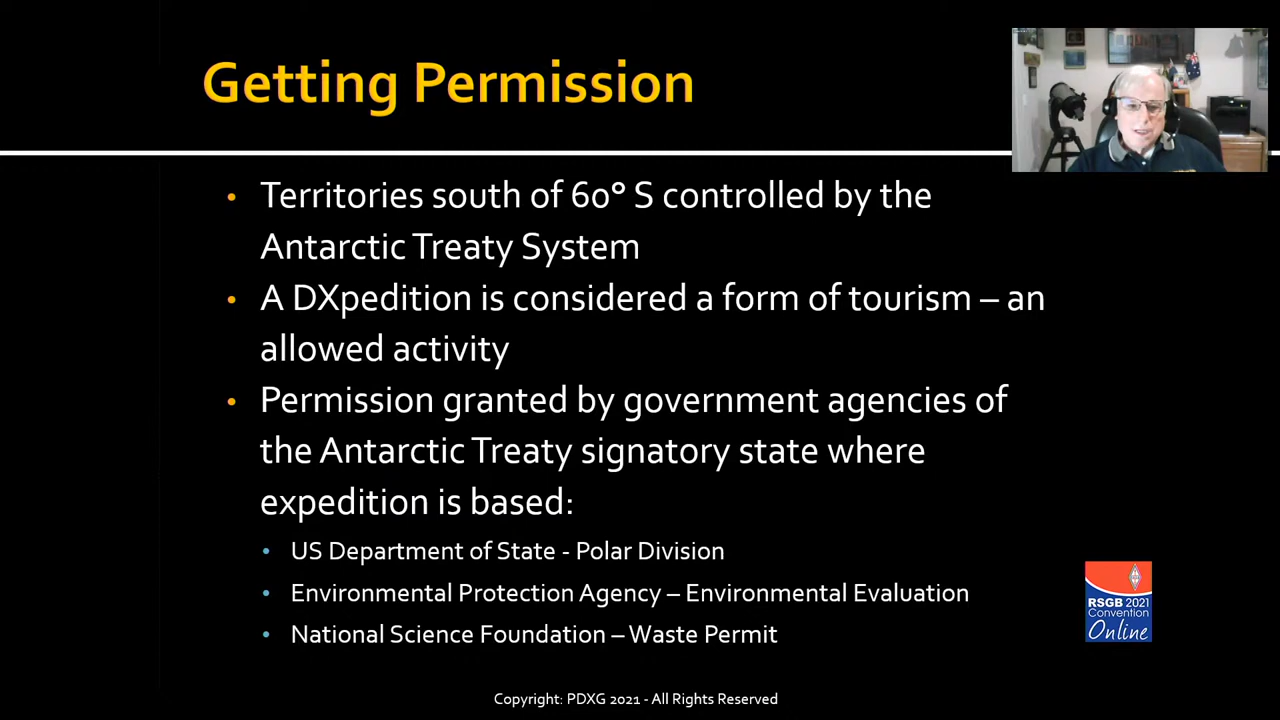 Getting Permission
• Territories south of 60° S controlled by the
Antarctic Treaty System
• A DXpedition is considered a form of tourism – an
allowed activity
• Permission granted by government agencies of
the Antarctic Treaty signatory state where
expedition is based:
• US Department of State - Polar Division
• Environmental Protection Agency – Environmental Evaluation
• National Science Foundation – Waste Permit
RSGB 2021
Convention
Online
Copyright: PDXG 2021 - All Rights Reserved